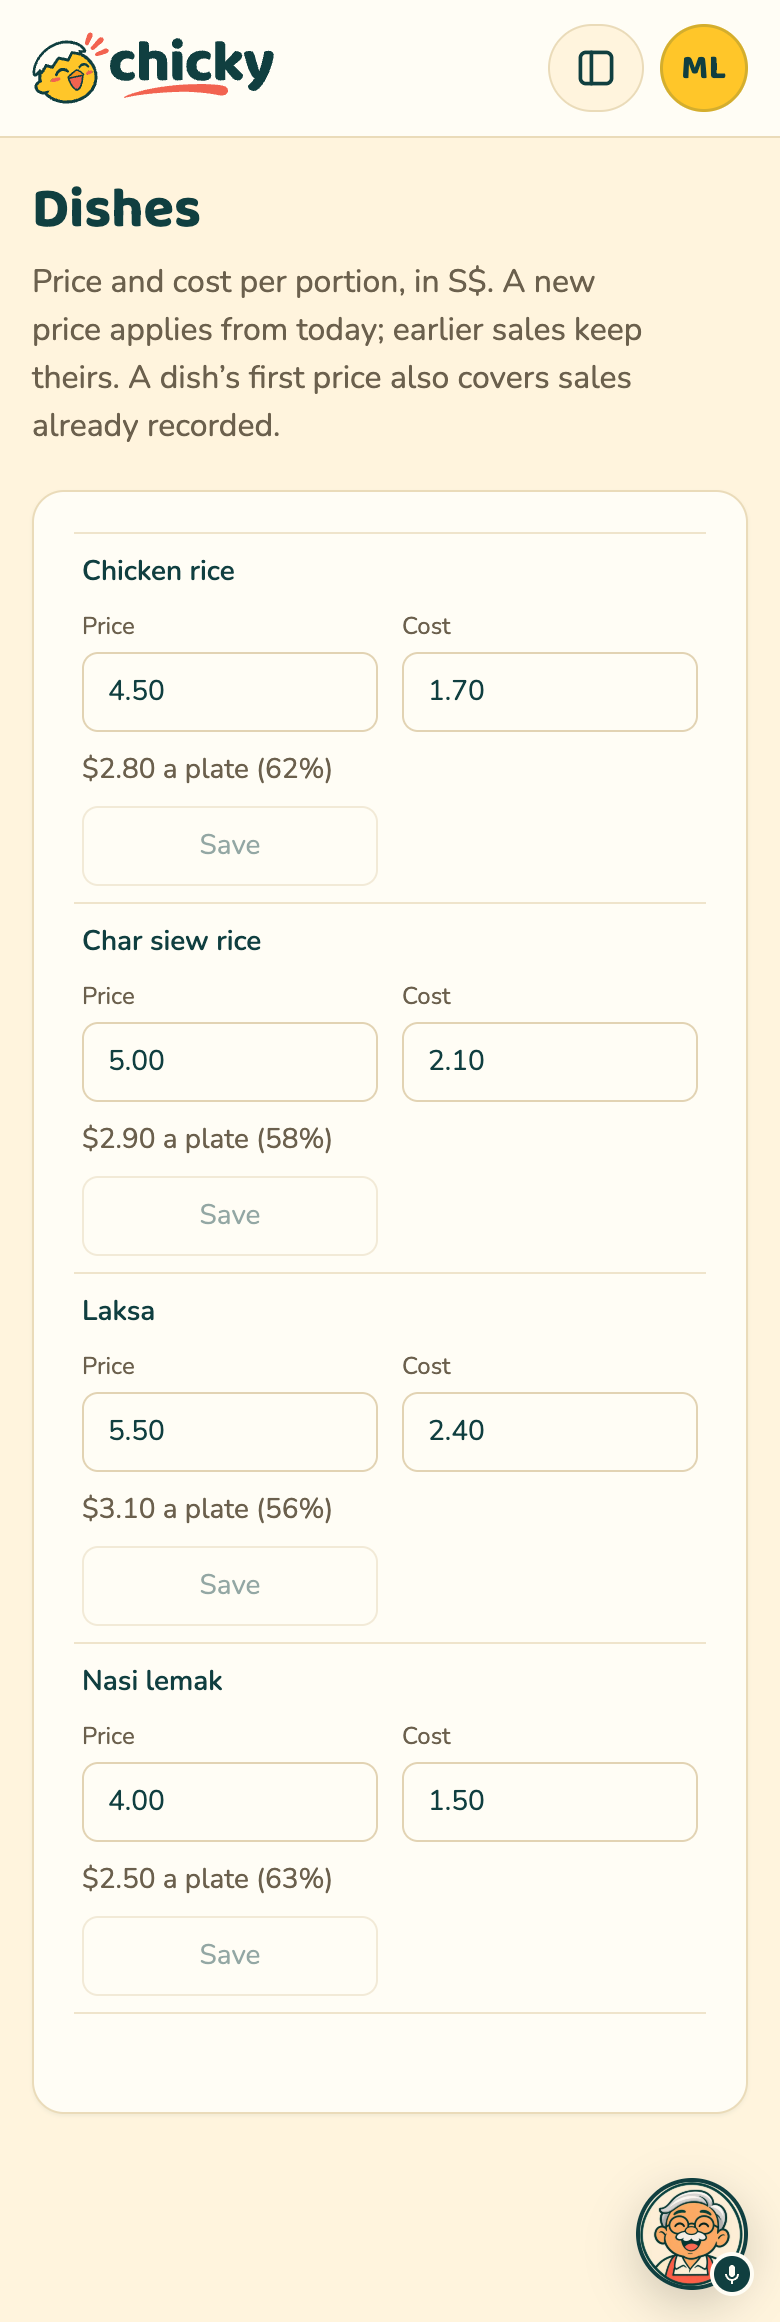 chicky
ML
Dishes
Price and cost per portion, in S$. A new
price applies from today; earlier sales keep
theirs. A dish’s first price also covers sales
already recorded.
Chicken rice
Price Cost
4.50 1.70
$2.80 a plate (62%)
Save
Char siew rice
Price Cost
5.00 2.10
$2.90 a plate (58%)
Save
Laksa
Price Cost
5.50 2.40
$3.10 a plate (56%)
Save
Nasi lemak
Price Cost
4.00 1.50
$2.50 a plate (63%)
Save